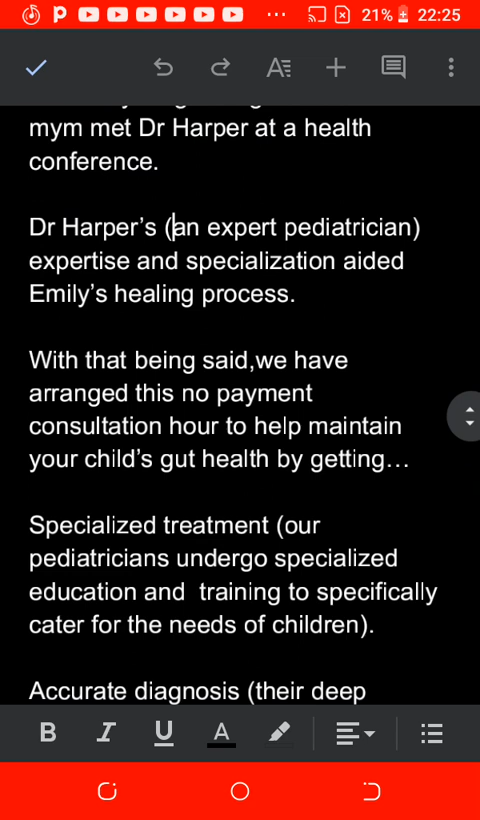 21% 22:25
mym met Dr Harper at a health
conference.
Dr Harper’s (an expert pediatrician)
expertise and specialization aided
Emily’s healing process.
With that being said,we have
arranged this no payment
consultation hour to help maintain
your child’s gut health by getting…
Specialized treatment (our
pediatricians undergo specialized
education and  training to specifically
cater for the needs of children).
Accurate diagnosis (their deep
B I U A